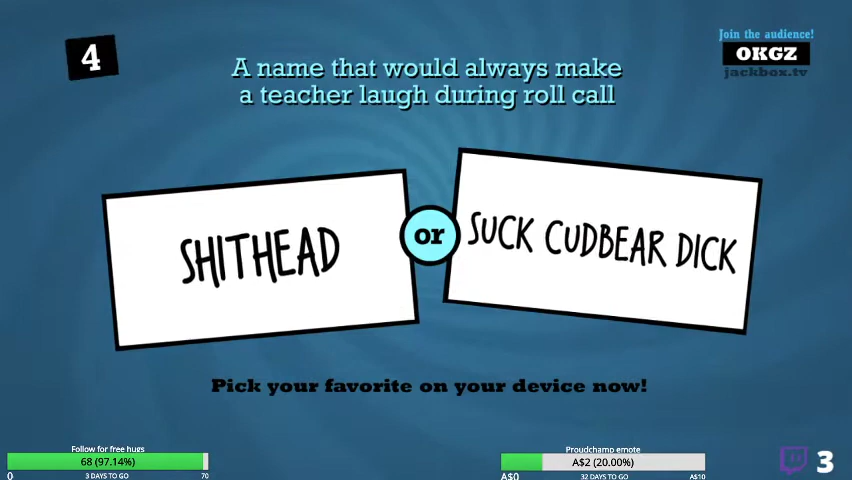 4
Join the audience!
OKGZ
jackbox.tv
A name that would always make
a teacher laugh during roll call
SHITHEAD
or
SUCK CUDBEAR DICK
Pick your favorite on your device now!
Follow for free hugs
68 (97.14%)
0
3 DAYS TO GO
70
Proudchamp emote
A$2 (20.00%)
A$0
32 DAYS TO GO
A$10
3